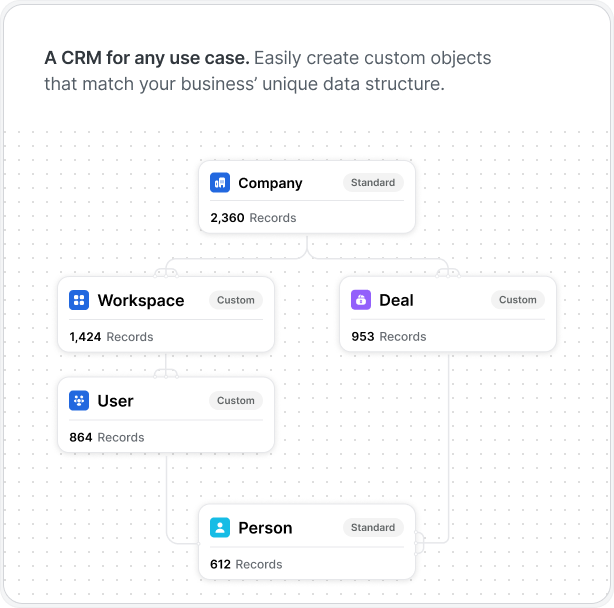 A CRM for any use case. Easily create custom objects
that match your business’ unique data structure.
Company Standard
2,360 Records
Workspace Custom
1,424 Records
Deal Custom
953 Records
User Custom
864 Records
Person Standard
612 Records